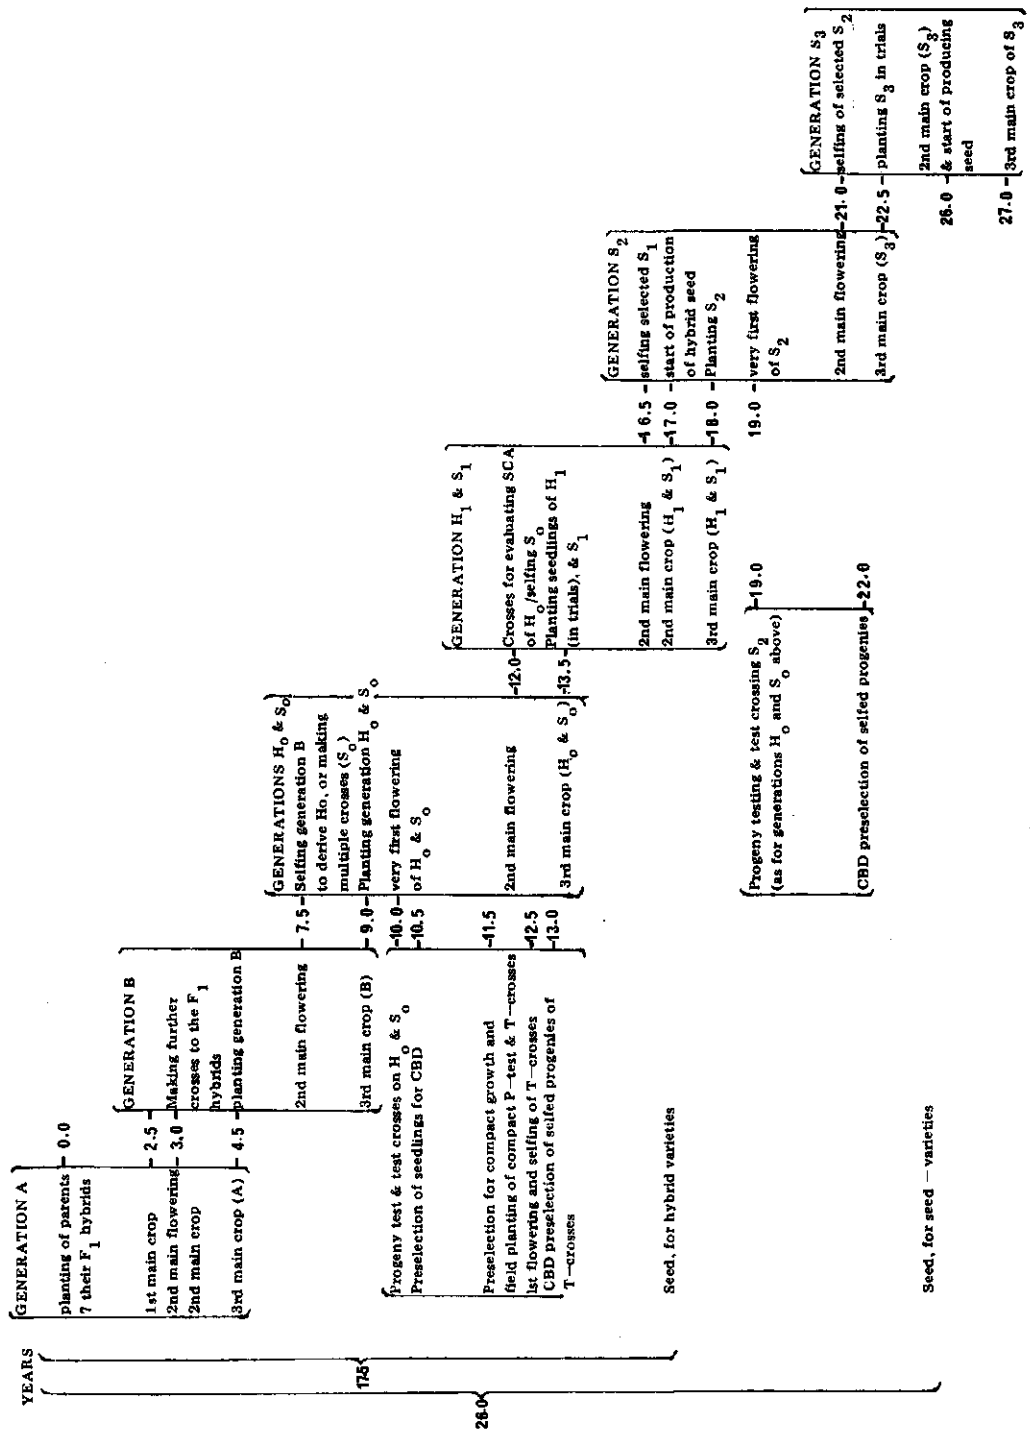 YEARS
17.5
26.0
GENERATION A
planting of parents
7 their F1 hybrids
1st main crop
2nd main flowering
2nd main crop
3rd main crop (A)
0.0
2.5
3.0
4.5
GENERATION B
Making further
crosses to the F1
hybrids
planting generation B
2nd main flowering
3rd main crop (B)
7.5
9.0
GENERATIONS Ho & So
Selfing generation B
to derive Ho, or making
multiple crosses (So)
Planting generation Ho & So
very first flowering
of Ho & So
2nd main flowering
3rd main crop (Ho & So)
Progeny test & test crosses on Ho & So
Preselection of seedlings for CBD
Preselection for compact growth and
field planting of compact P-test & T-crosses
1st flowering and selfing of T-crosses
CBD preselection of selfed progenies of
T-crosses
10.0
10.5
11.5
12.5
13.0
12.0
13.5
GENERATION H1 & S1
Crosses for evaluating SCA
of Ho/selfing So
Planting seedlings of H1
(in trials), & S1
2nd main flowering
2nd main crop (H1 & S1)
3rd main crop (H1 & S1)
16.5
17.0
18.0
19.0
GENERATION S2
selfing selected S1
start of production
of hybrid seed
Planting S2
very first flowering
of S2
2nd main flowering
3rd main crop (S3)
Progeny testing & test crossing S2
(as for generations Ho and So above)
CBD preselection of selfed progenies
19.0
22.0
21.0
22.5
26.0
27.0
GENERATION S3
selfing of selected S2
planting S3 in trials
2nd main crop (S3)
& start of producing
seed
3rd main crop of S3
Seed, for hybrid varieties
Seed, for seed – varieties